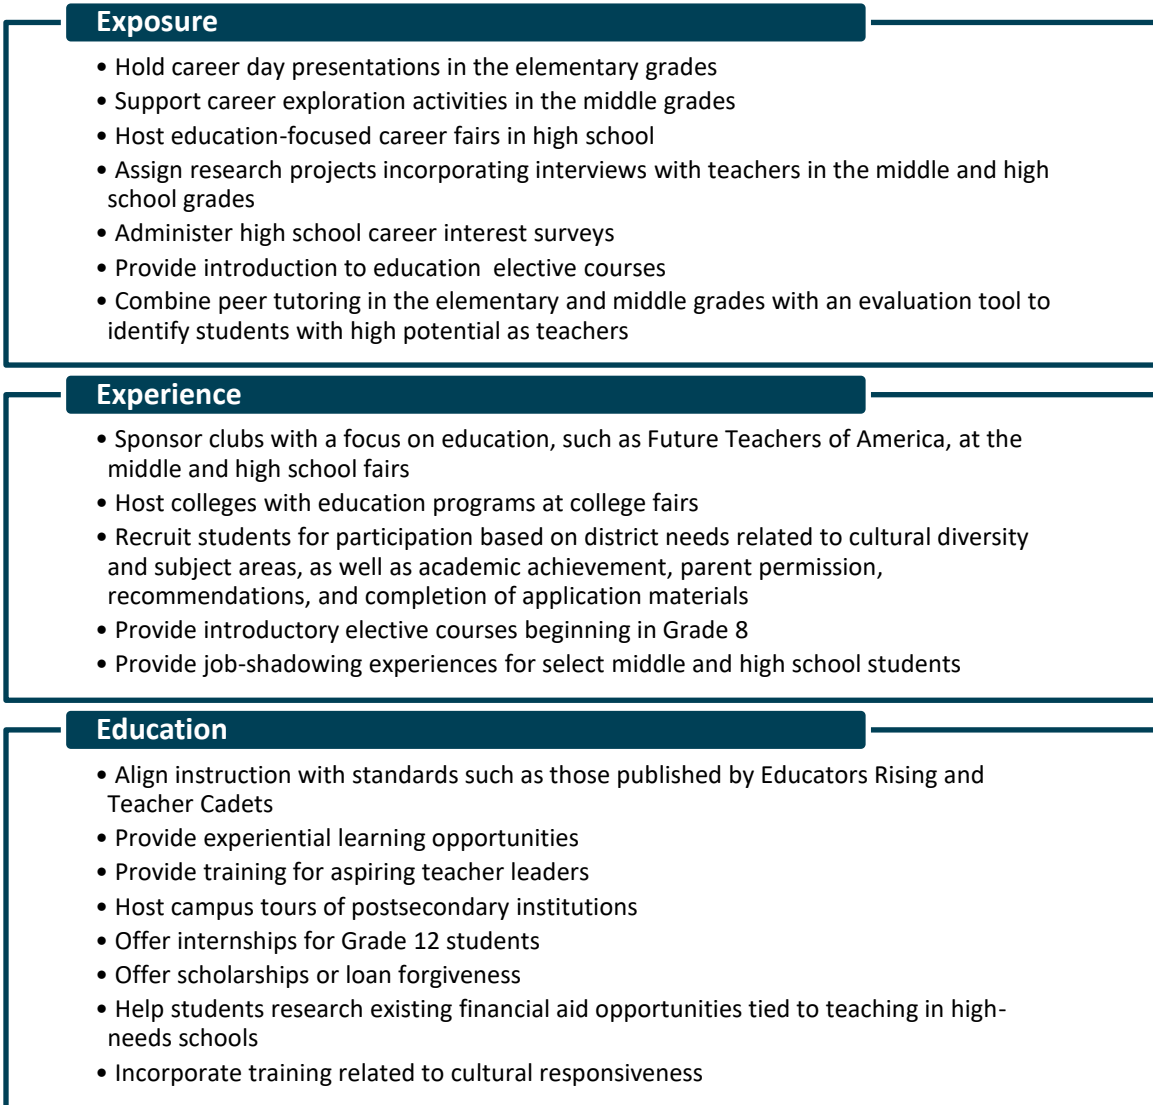 Exposure
• Hold career day presentations in the elementary grades
• Support career exploration activities in the middle grades
• Host education-focused career fairs in high school
• Assign research projects incorporating interviews with teachers in the middle and high
school grades
• Administer high school career interest surveys
• Provide introduction to education  elective courses
• Combine peer tutoring in the elementary and middle grades with an evaluation tool to
identify students with high potential as teachers
Experience
• Sponsor clubs with a focus on education, such as Future Teachers of America, at the
middle and high school fairs
• Host colleges with education programs at college fairs
• Recruit students for participation based on district needs related to cultural diversity
and subject areas, as well as academic achievement, parent permission,
recommendations, and completion of application materials
• Provide introductory elective courses beginning in Grade 8
• Provide job-shadowing experiences for select middle and high school students
Education
• Align instruction with standards such as those published by Educators Rising and
Teacher Cadets
• Provide experiential learning opportunities
• Provide training for aspiring teacher leaders
• Host campus tours of postsecondary institutions
• Offer internships for Grade 12 students
• Offer scholarships or loan forgiveness
• Help students research existing financial aid opportunities tied to teaching in high-
needs schools
• Incorporate training related to cultural responsiveness